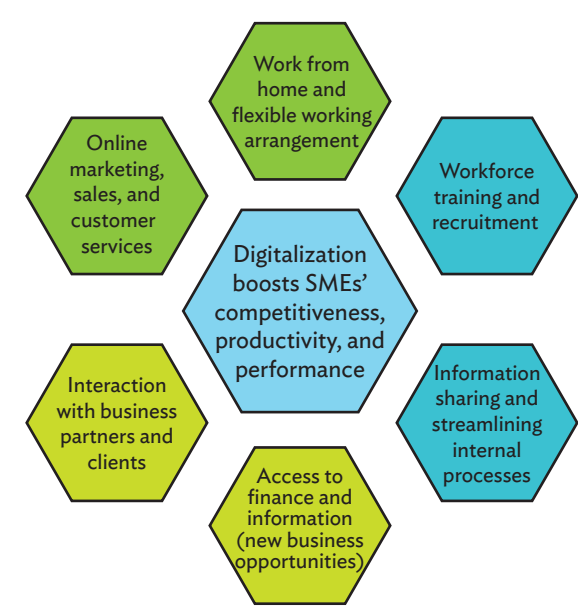 Work from
home and
flexible working
arrangement
Online
marketing,
sales, and
customer
services
Workforce
training and
recruitment
Digitalization
boosts SMEs’
competitiveness,
productivity, and
performance
Interaction
with business
partners and
clients
Information
sharing and
streamlining
internal
processes
Access to
finance and
information
(new business
opportunities)